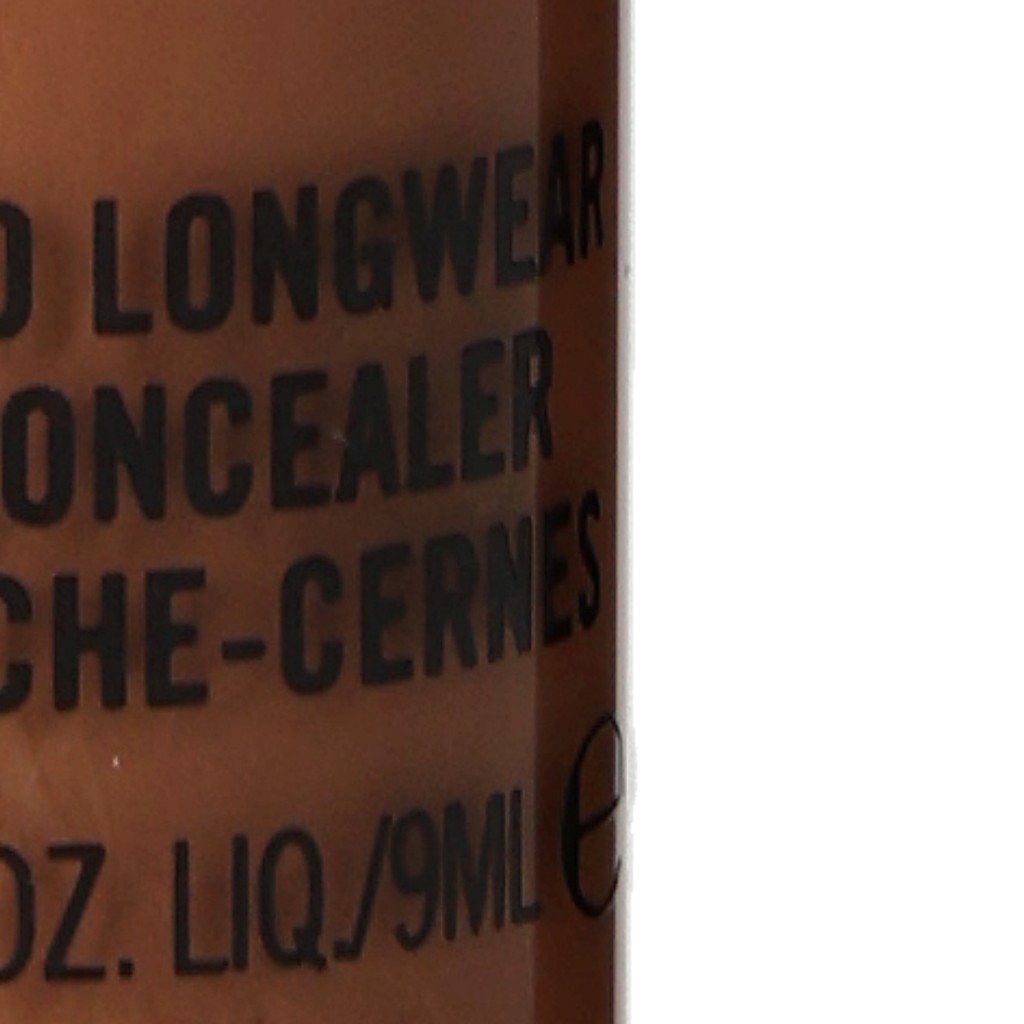 D LONGWEAR
ONCEALER
CHE-CERNES
OZ. LIQ./9ML e